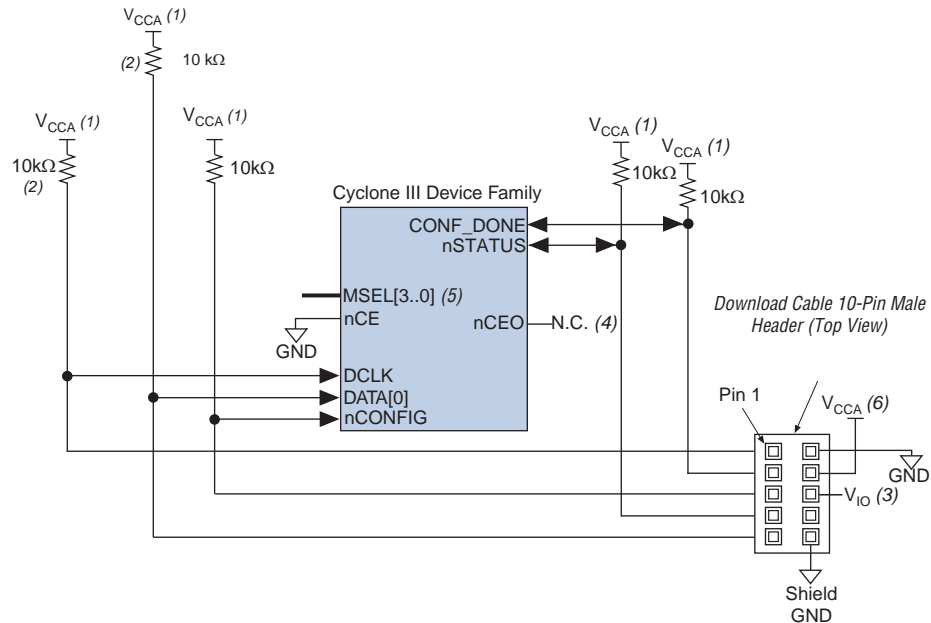 V_CCA (1)
(2) 10 kΩ
V_CCA (1)
10kΩ
(2)
V_CCA (1)
10kΩ
V_CCA (1)
10kΩ
V_CCA (1)
10kΩ
Cyclone III Device Family
CONF_DONE
nSTATUS
MSEL[3..0] (5)
nCE
GND
nCEO
N.C. (4)
DCLK
DATA[0]
nCONFIG
Download Cable 10-Pin Male
Header (Top View)
Pin 1
V_CCA (6)
GND
V_IO (3)
Shield
GND